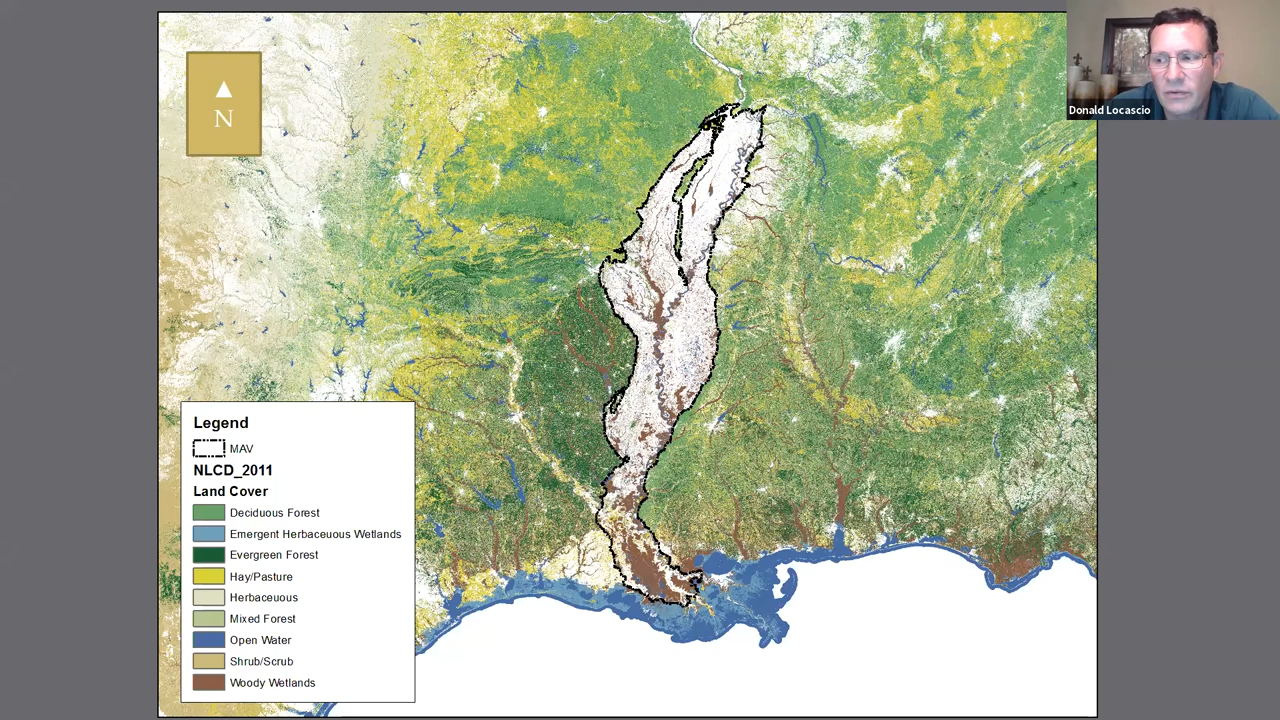 N
Donald Locascio
Legend
MAV
NLCD_2011
Land Cover
Deciduous Forest
Emergent Herbaceuous Wetlands
Evergreen Forest
Hay/Pasture
Herbaceous
Mixed Forest
Open Water
Shrub/Scrub
Woody Wetlands